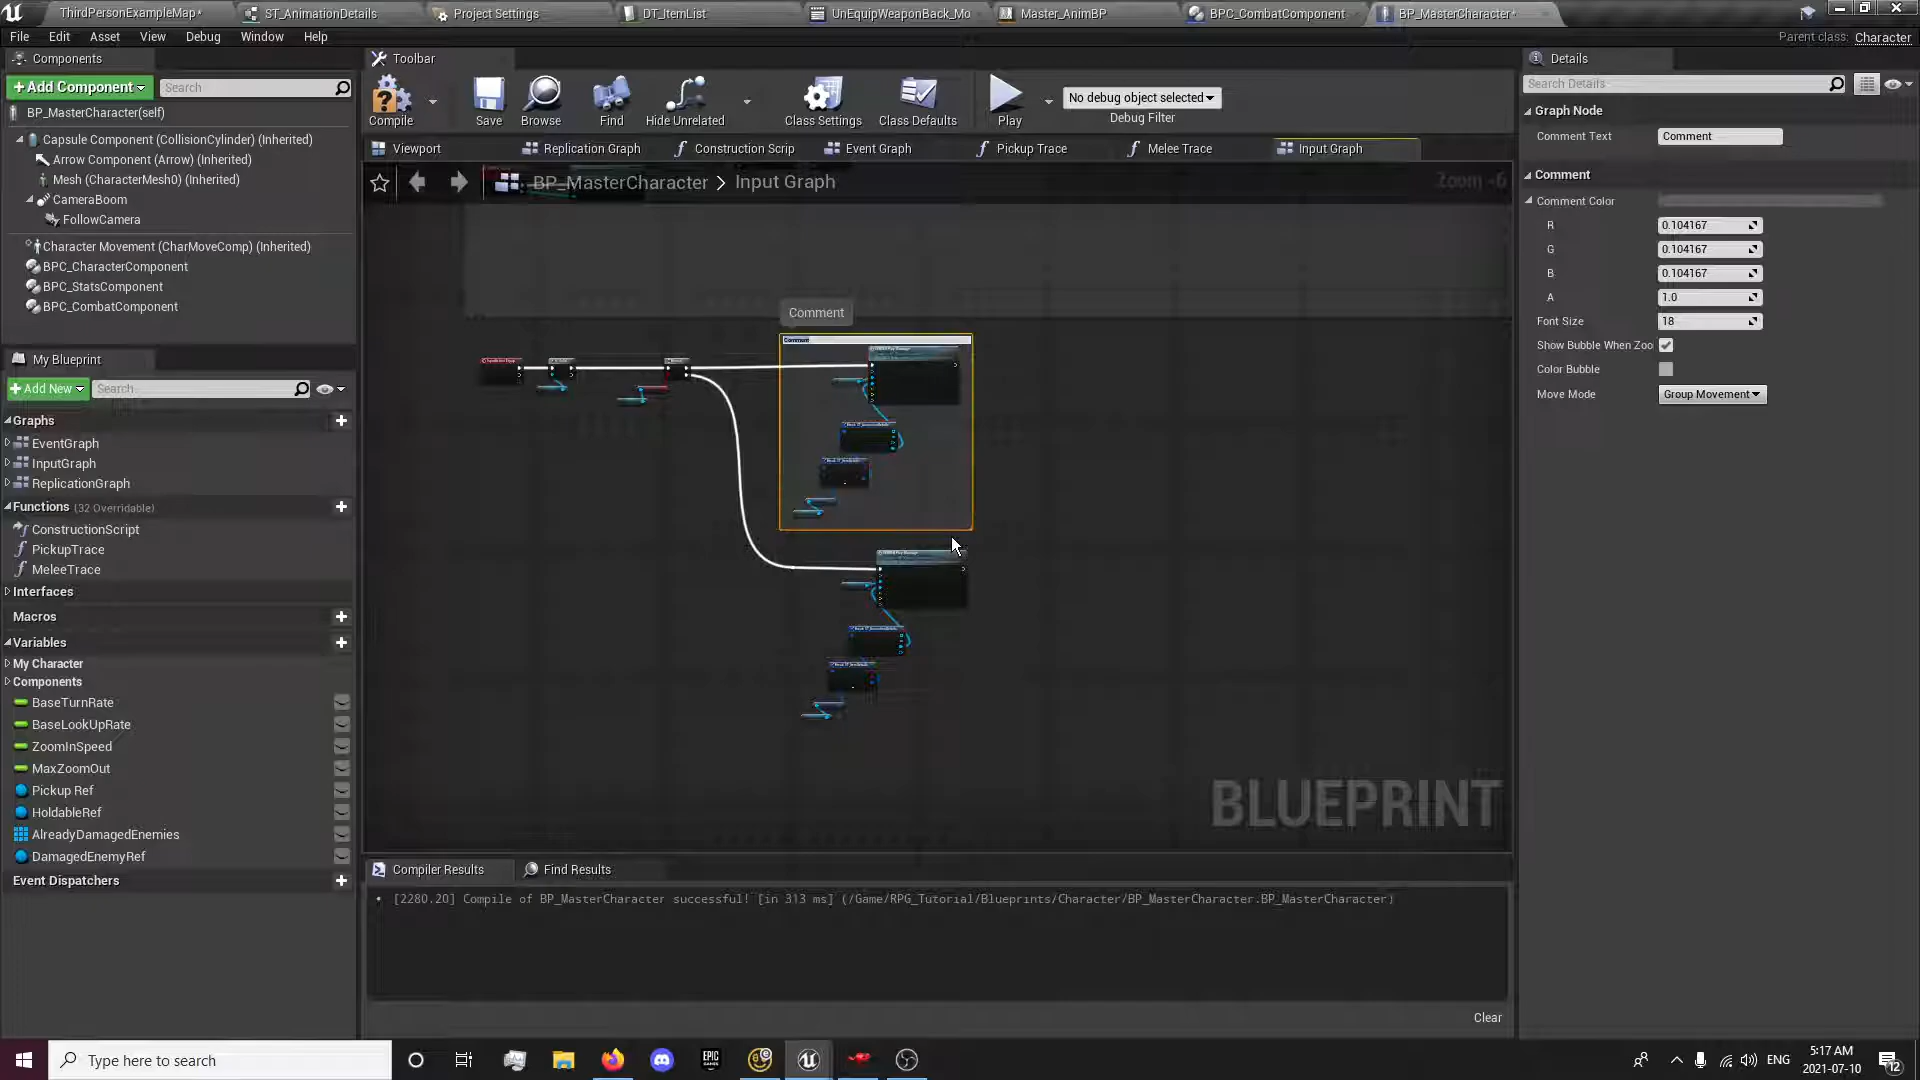 ThirdPersonExampleMap*
ST_AnimationDetails
Project Settings
DT_ItemList
UnEquipWeaponBack_Mo
Master_AnimBP
BPC_CombatComponent
BP_MasterCharacter*
File Edit Asset View Debug Window Help
Parent class: Character
Components
Toolbar
Details
+ Add Component
Search
Search Details
BP_MasterCharacter(self)
Capsule Component (CollisionCylinder) (Inherited)
Arrow Component (Arrow) (Inherited)
Mesh (CharacterMesh0) (Inherited)
CameraBoom
FollowCamera
Character Movement (CharMoveComp) (Inherited)
BPC_CharacterComponent
BPC_StatsComponent
BPC_CombatComponent
Compile
Save
Browse
Find
Hide Unrelated
Class Settings
Class Defaults
Play
No debug object selected
Debug Filter
Viewport
Replication Graph
Construction Scrip
Event Graph
Pickup Trace
Melee Trace
Input Graph
BP_MasterCharacter > Input Graph
Zoom -6
Comment
Comment
BLUEPRINT
Graph Node
Comment Text
Comment
Comment
Comment Color
R 0.104167
G 0.104167
B 0.104167
A 1.0
Font Size 18
Show Bubble When Zoo
Color Bubble
Move Mode Group Movement
My Blueprint
+ Add New
Search
Graphs
EventGraph
InputGraph
ReplicationGraph
Functions (32 Overridable)
ConstructionScript
PickupTrace
MeleeTrace
Interfaces
Macros
Variables
My Character
Components
BaseTurnRate
BaseLookUpRate
ZoomInSpeed
MaxZoomOut
Pickup Ref
HoldableRef
AlreadyDamagedEnemies
DamagedEnemyRef
Event Dispatchers
Compiler Results
Find Results
[2280.20] Compile of BP_MasterCharacter successful! [in 313 ms] (/Game/RPG_Tutorial/Blueprints/Character/BP_MasterCharacter.BP_MasterCharacter)
Clear
Type here to search
EPIC
ENG
5:17 AM
2021-07-10
12